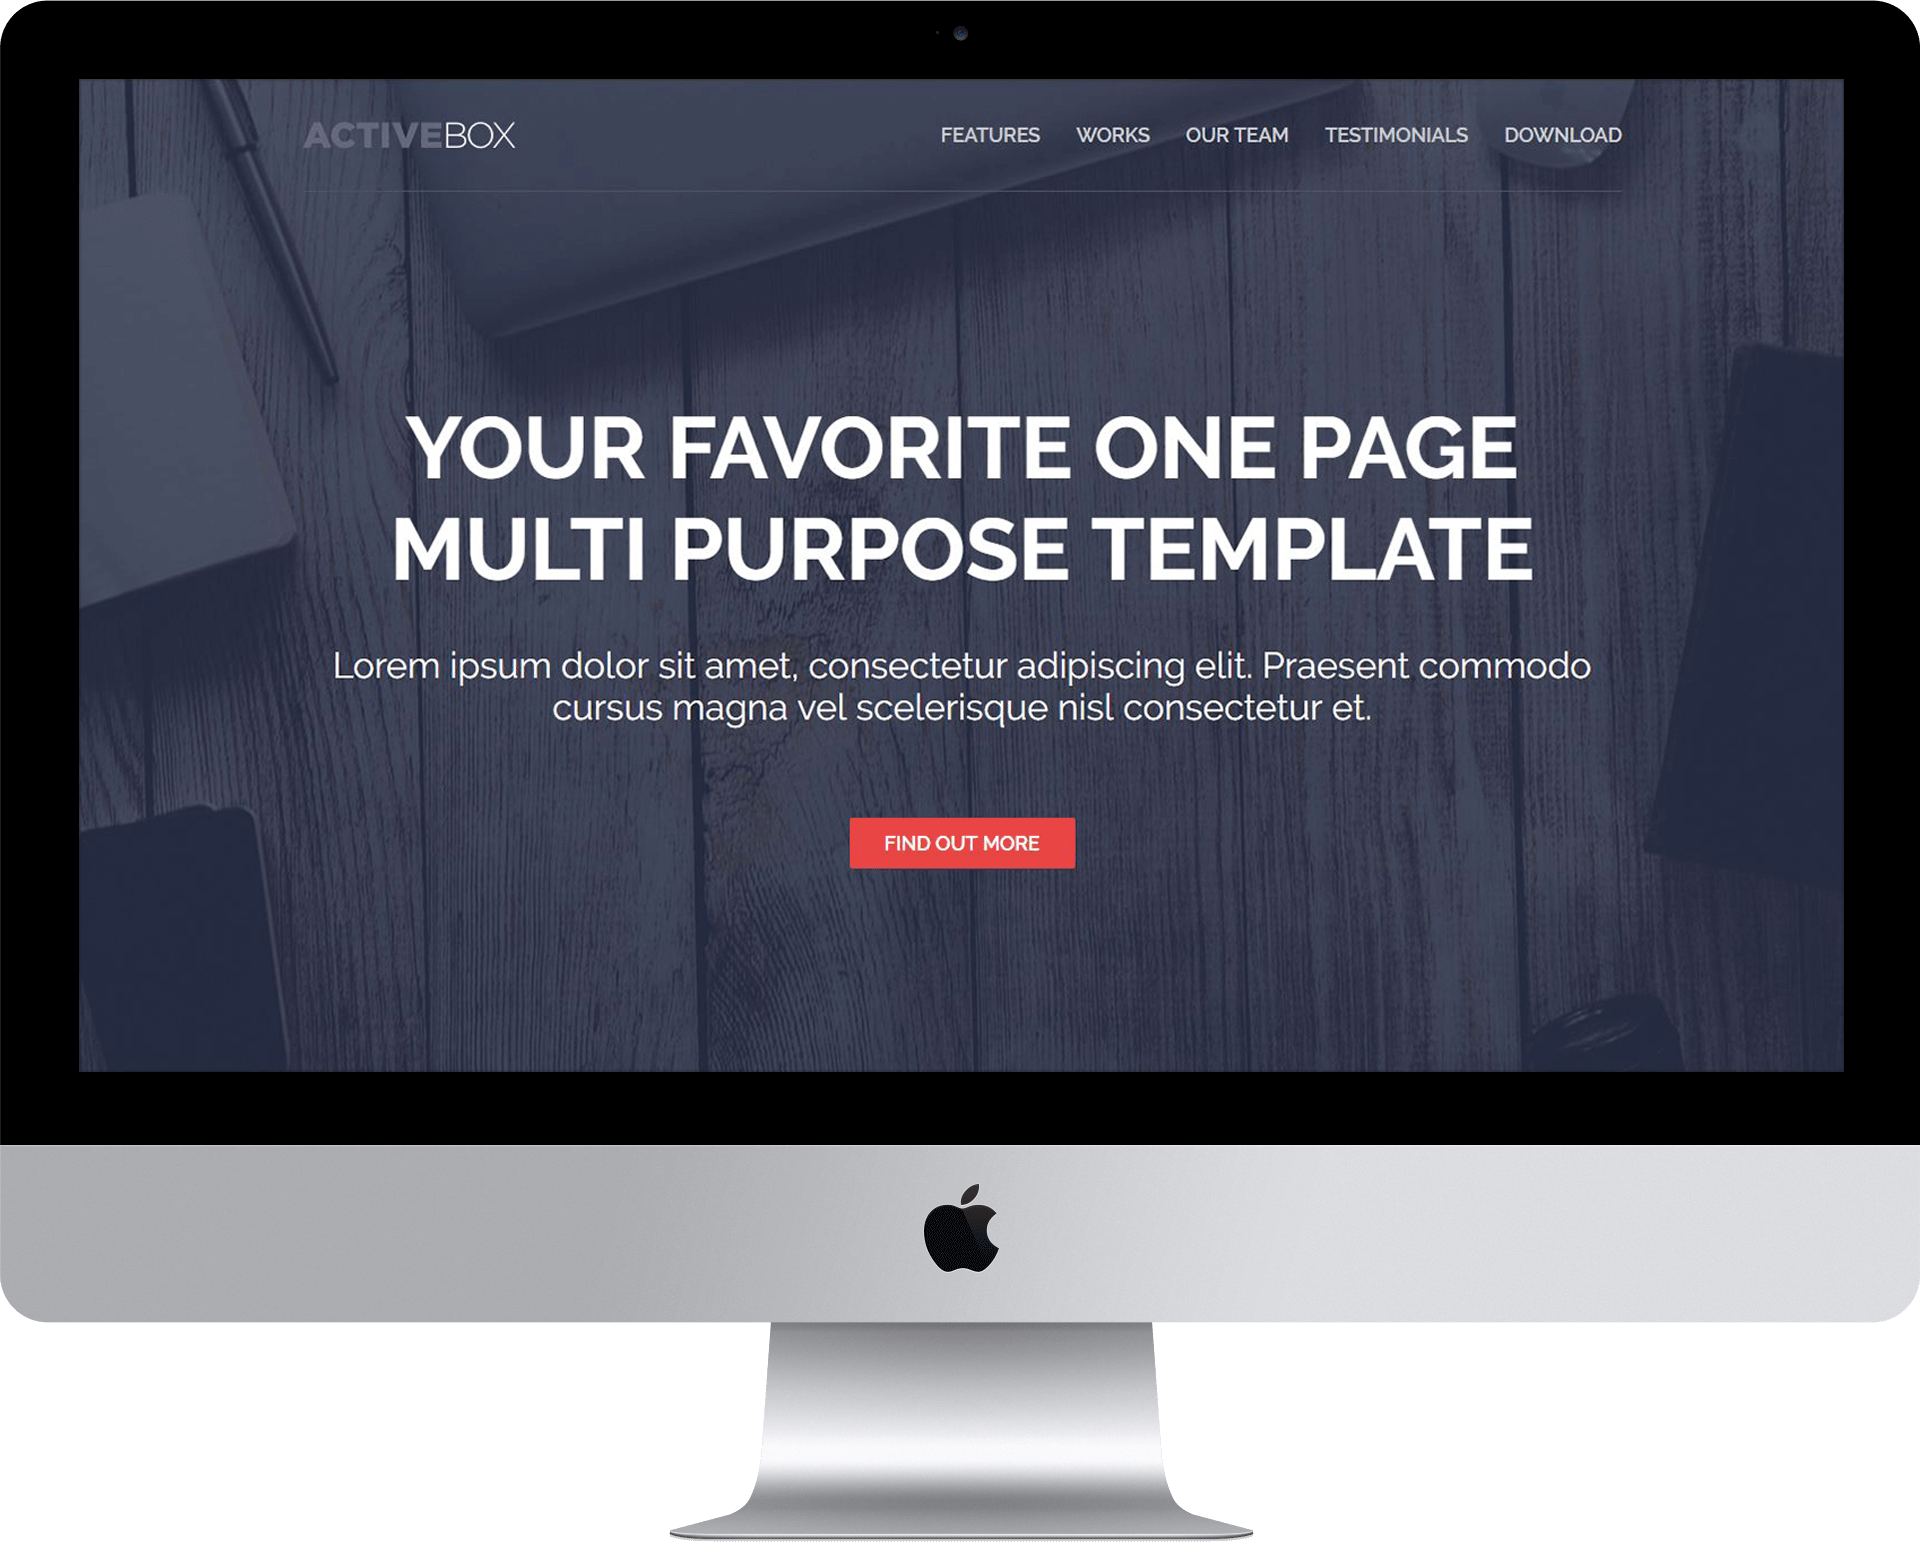 ACTIVEBOX
FEATURES WORKS OUR TEAM TESTIMONIALS DOWNLOAD
YOUR FAVORITE ONE PAGE
MULTI PURPOSE TEMPLATE
Lorem ipsum dolor sit amet, consectetur adipiscing elit. Praesent commodo
cursus magna vel scelerisque nisl consectetur et.
FIND OUT MORE